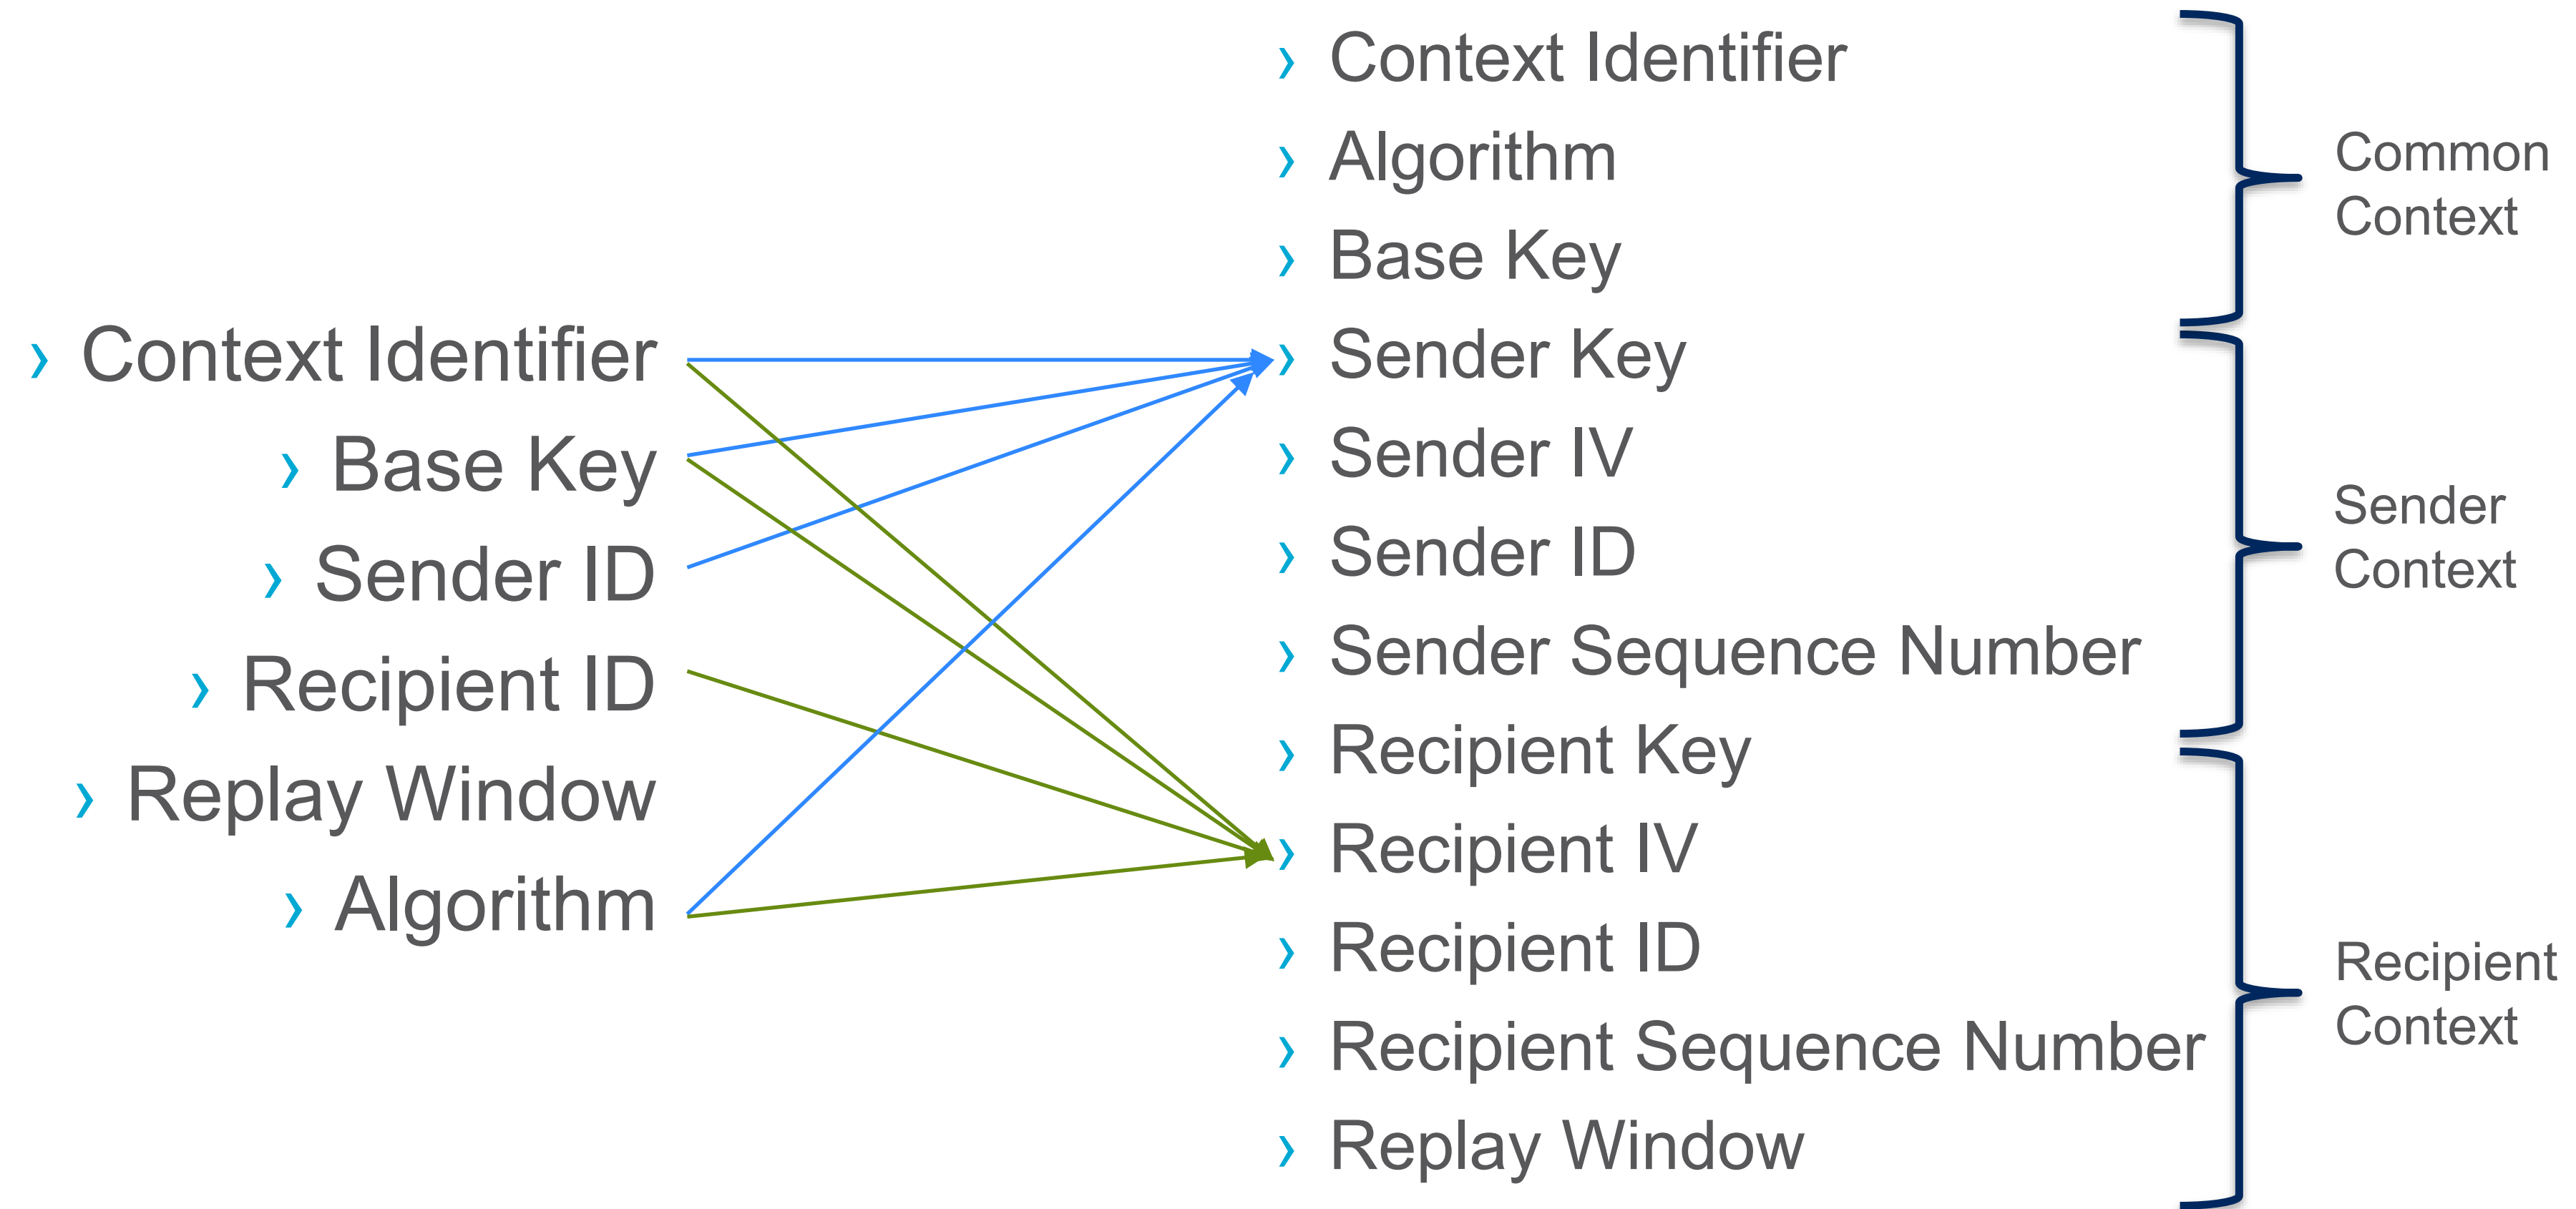 › Context Identifier
› Base Key
› Sender ID
› Recipient ID
› Replay Window
› Algorithm
› Context Identifier
› Algorithm
› Base Key
› Sender Key
› Sender IV
› Sender ID
› Sender Sequence Number
› Recipient Key
› Recipient IV
› Recipient ID
› Recipient Sequence Number
› Replay Window
Common
Context
Sender
Context
Recipient
Context